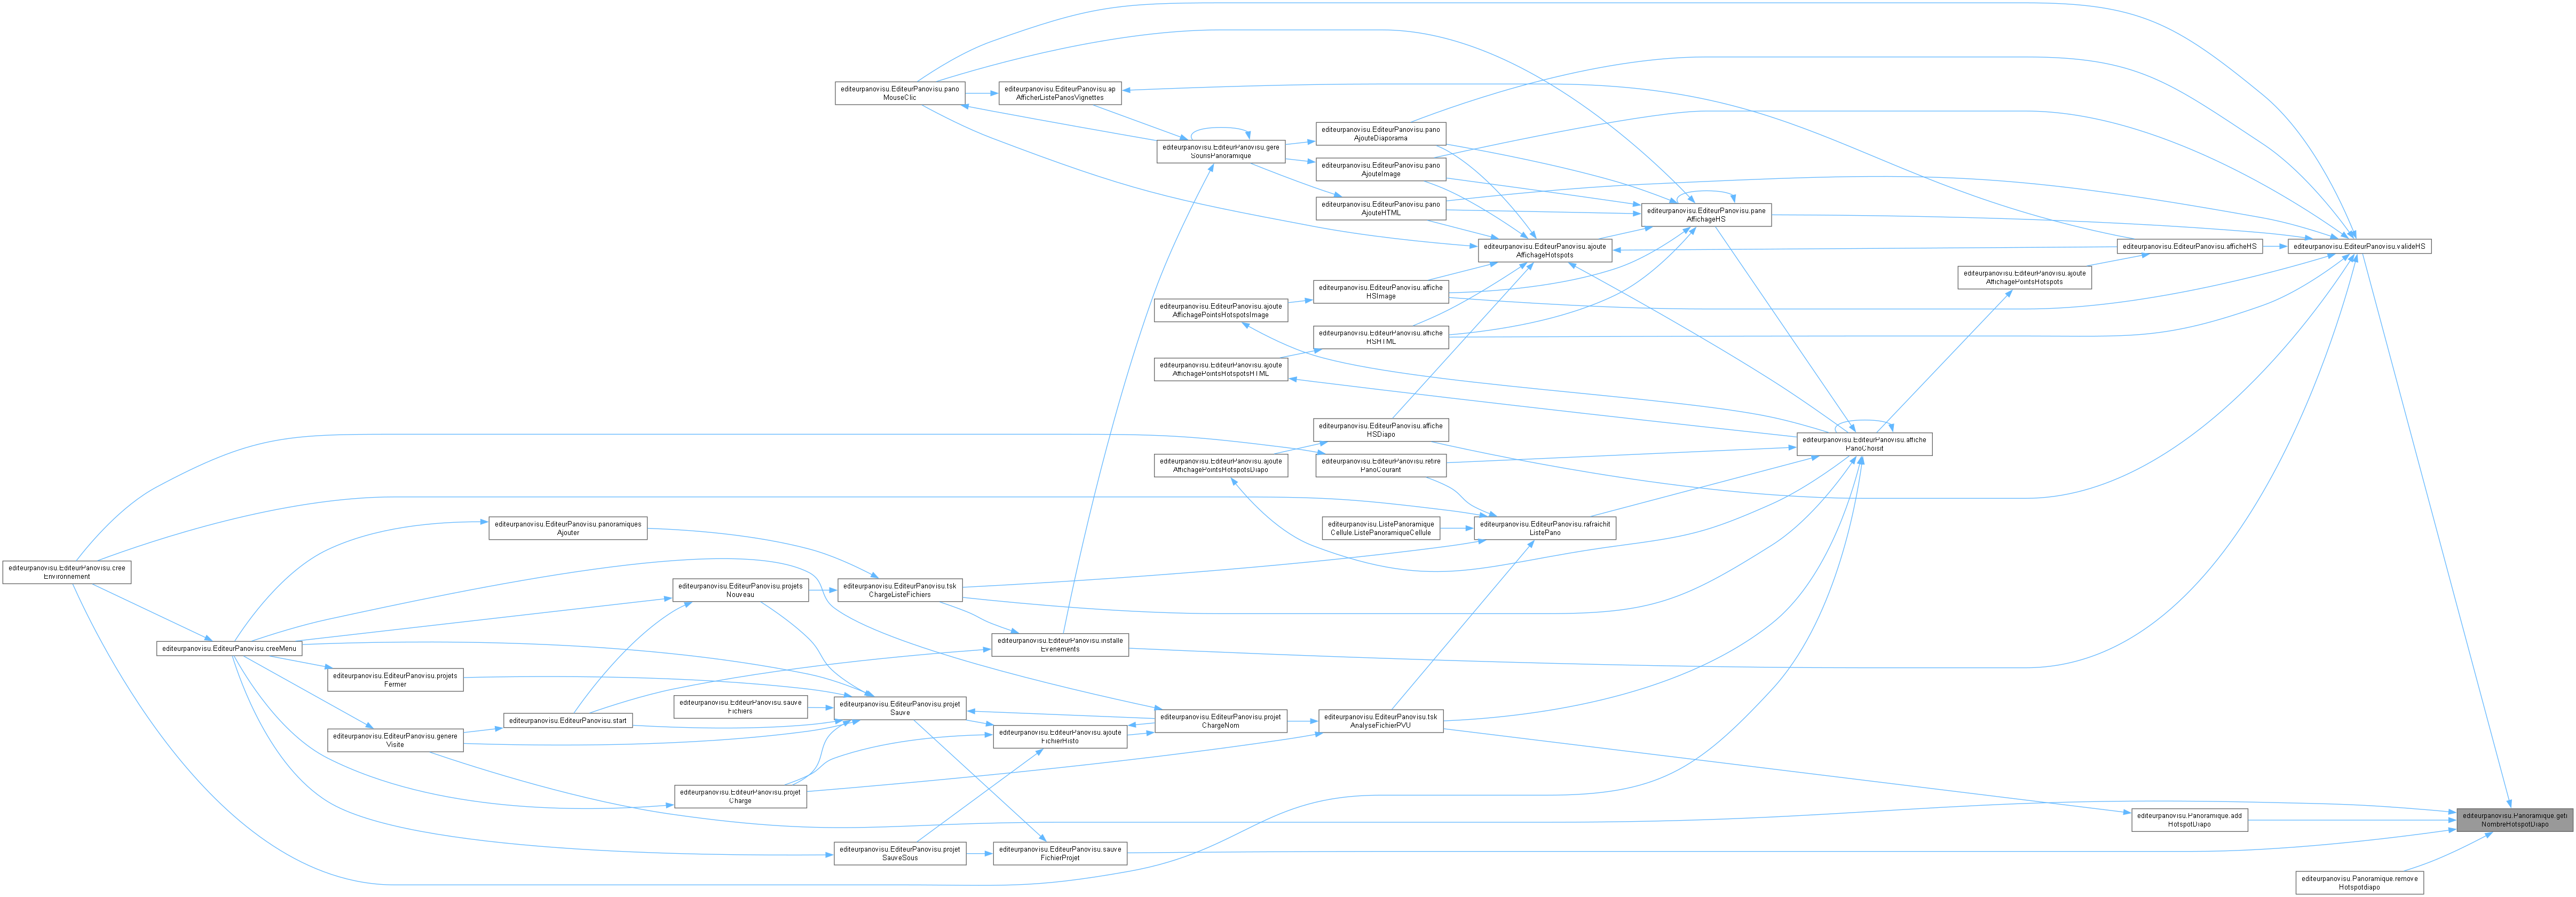 editeurpanovisu.EditeurPanovisu.pano
MouseClic
editeurpanovisu.EditeurPanovisu.ap
AfficherListePanosVignettes
editeurpanovisu.EditeurPanovisu.gere
SourisPanoramique
editeurpanovisu.EditeurPanovisu.pano
AjouteDiaporama
editeurpanovisu.EditeurPanovisu.pano
AjouteImage
editeurpanovisu.EditeurPanovisu.pano
AjouteHTML
editeurpanovisu.EditeurPanovisu.pane
AffichageHS
editeurpanovisu.EditeurPanovisu.ajoute
AffichageHotspots
editeurpanovisu.EditeurPanovisu.afficheHS
editeurpanovisu.EditeurPanovisu.valideHS
editeurpanovisu.EditeurPanovisu.ajoute
AffichagePointsHotspots
editeurpanovisu.EditeurPanovisu.affiche
HSImage
editeurpanovisu.EditeurPanovisu.ajoute
AffichagePointsHotspotsImage
editeurpanovisu.EditeurPanovisu.affiche
HSHTML
editeurpanovisu.EditeurPanovisu.ajoute
AffichagePointsHotspotsHTML
editeurpanovisu.EditeurPanovisu.affiche
HSDiapo
editeurpanovisu.EditeurPanovisu.affiche
PanoChoisit
editeurpanovisu.EditeurPanovisu.ajoute
AffichagePointsHotspotsDiapo
editeurpanovisu.EditeurPanovisu.retire
PanoCourant
editeurpanovisu.EditeurPanovisu.panoramiques
Ajouter
editeurpanovisu.ListePanoramique
Cellule.ListePanoramiqueCellule
editeurpanovisu.EditeurPanovisu.rafraichit
ListePano
editeurpanovisu.EditeurPanovisu.cree
Environnement
editeurpanovisu.EditeurPanovisu.projets
Nouveau
editeurpanovisu.EditeurPanovisu.tsk
ChargeListeFichiers
editeurpanovisu.EditeurPanovisu.creeMenu
editeurpanovisu.EditeurPanovisu.installe
Evenements
editeurpanovisu.EditeurPanovisu.projets
Fermer
editeurpanovisu.EditeurPanovisu.sauve
Fichiers
editeurpanovisu.EditeurPanovisu.projet
Sauve
editeurpanovisu.EditeurPanovisu.start
editeurpanovisu.EditeurPanovisu.projet
ChargeNom
editeurpanovisu.EditeurPanovisu.tsk
AnalyseFichierPVU
editeurpanovisu.EditeurPanovisu.genere
Visite
editeurpanovisu.EditeurPanovisu.ajoute
FichierHisto
editeurpanovisu.EditeurPanovisu.projet
Charge
editeurpanovisu.Panoramique.add
HotspotDiapo
editeurpanovisu.Panoramique.getI
NombreHotspotDiapo
editeurpanovisu.EditeurPanovisu.projet
SauveSous
editeurpanovisu.EditeurPanovisu.sauve
FichierProjet
editeurpanovisu.Panoramique.remove
Hotspotdiapo